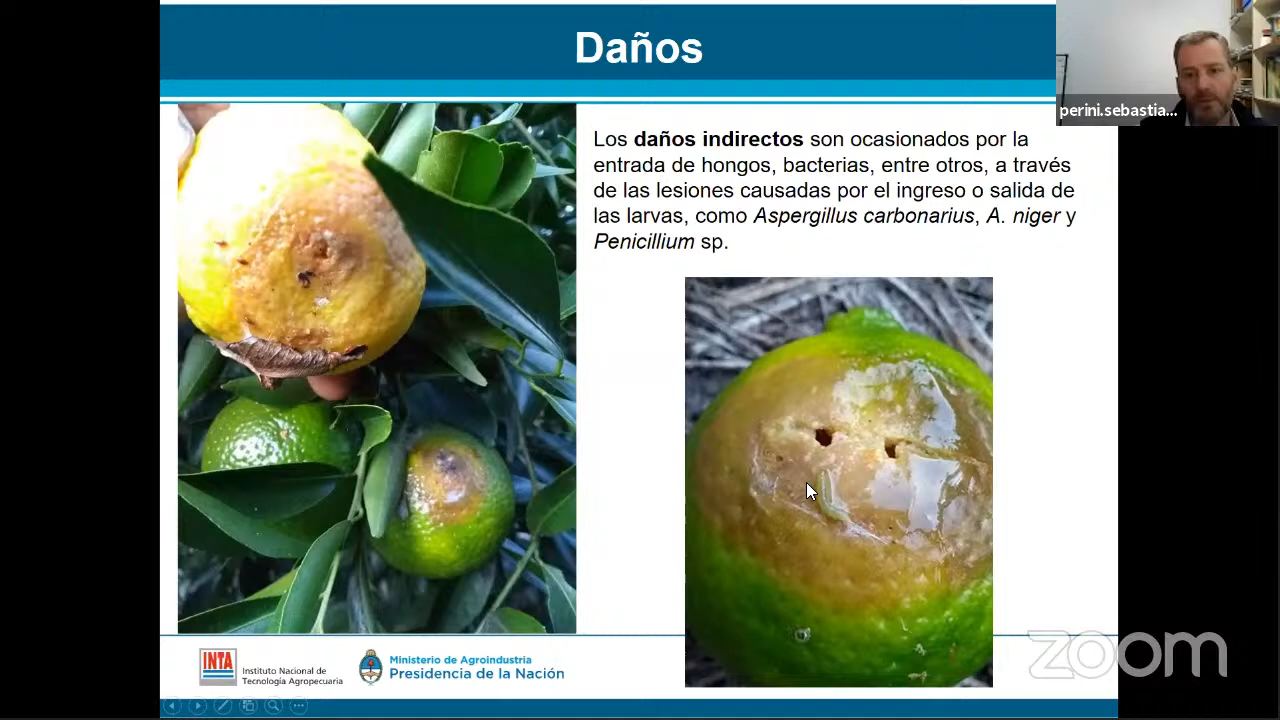 Daños
perini.sebastia...
Los daños indirectos son ocasionados por la
entrada de hongos, bacterias, entre otros, a través
de las lesiones causadas por el ingreso o salida de
las larvas, como Aspergillus carbonarius, A. niger y
Penicillium sp.
INTA
Instituto Nacional de
Tecnología Agropecuaria
Ministerio de Agroindustria
Presidencia de la Nación
zoom